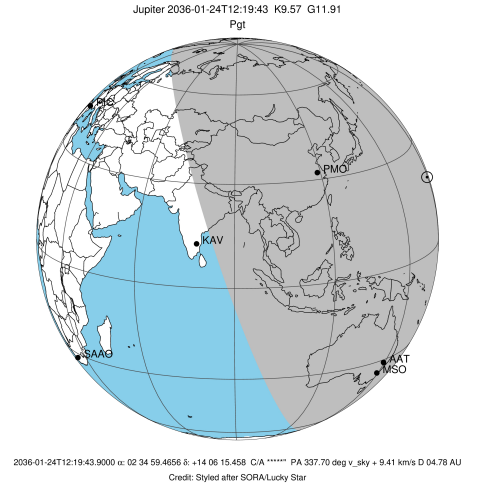 Jupiter 2036-01-24T12:19:43 K9.57 G11.91
Pgt
PIC
PMO
KAV
SAAO
AAT
MSO
2036-01-24T12:19:43.9000 α: 02 34 59.4656 δ: +14 06 15.458 C/A *****" PA 337.70 deg v_sky + 9.41 km/s D 04.78 AU
Credit: Styled after SORA/Lucky Star